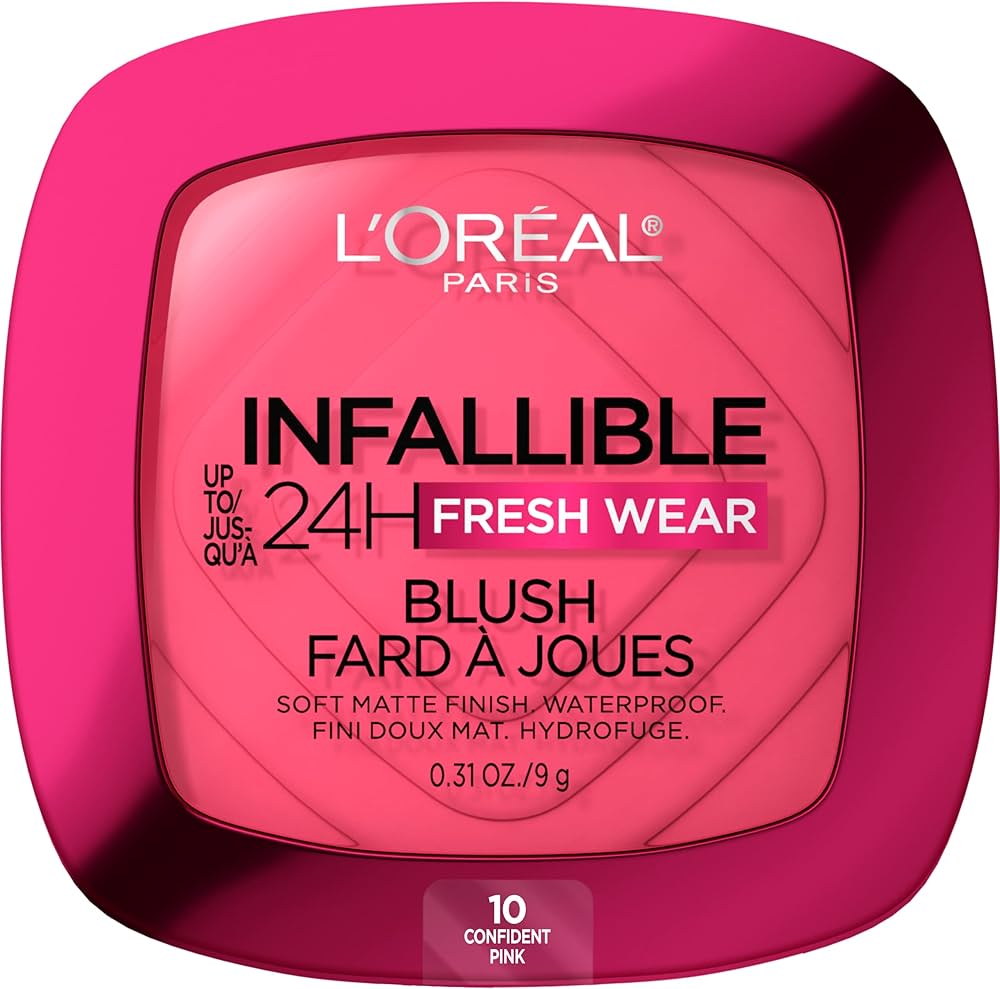 L'ORÉAL®
PARiS
INFALLIBLE
UP
TO/
JUS-
QU'À
24H FRESH WEAR
BLUSH
FARD À JOUES
SOFT MATTE FINISH. WATERPROOF.
FINI DOUX MAT. HYDROFUGE.
0.31 OZ./9 g
10
CONFIDENT
PINK